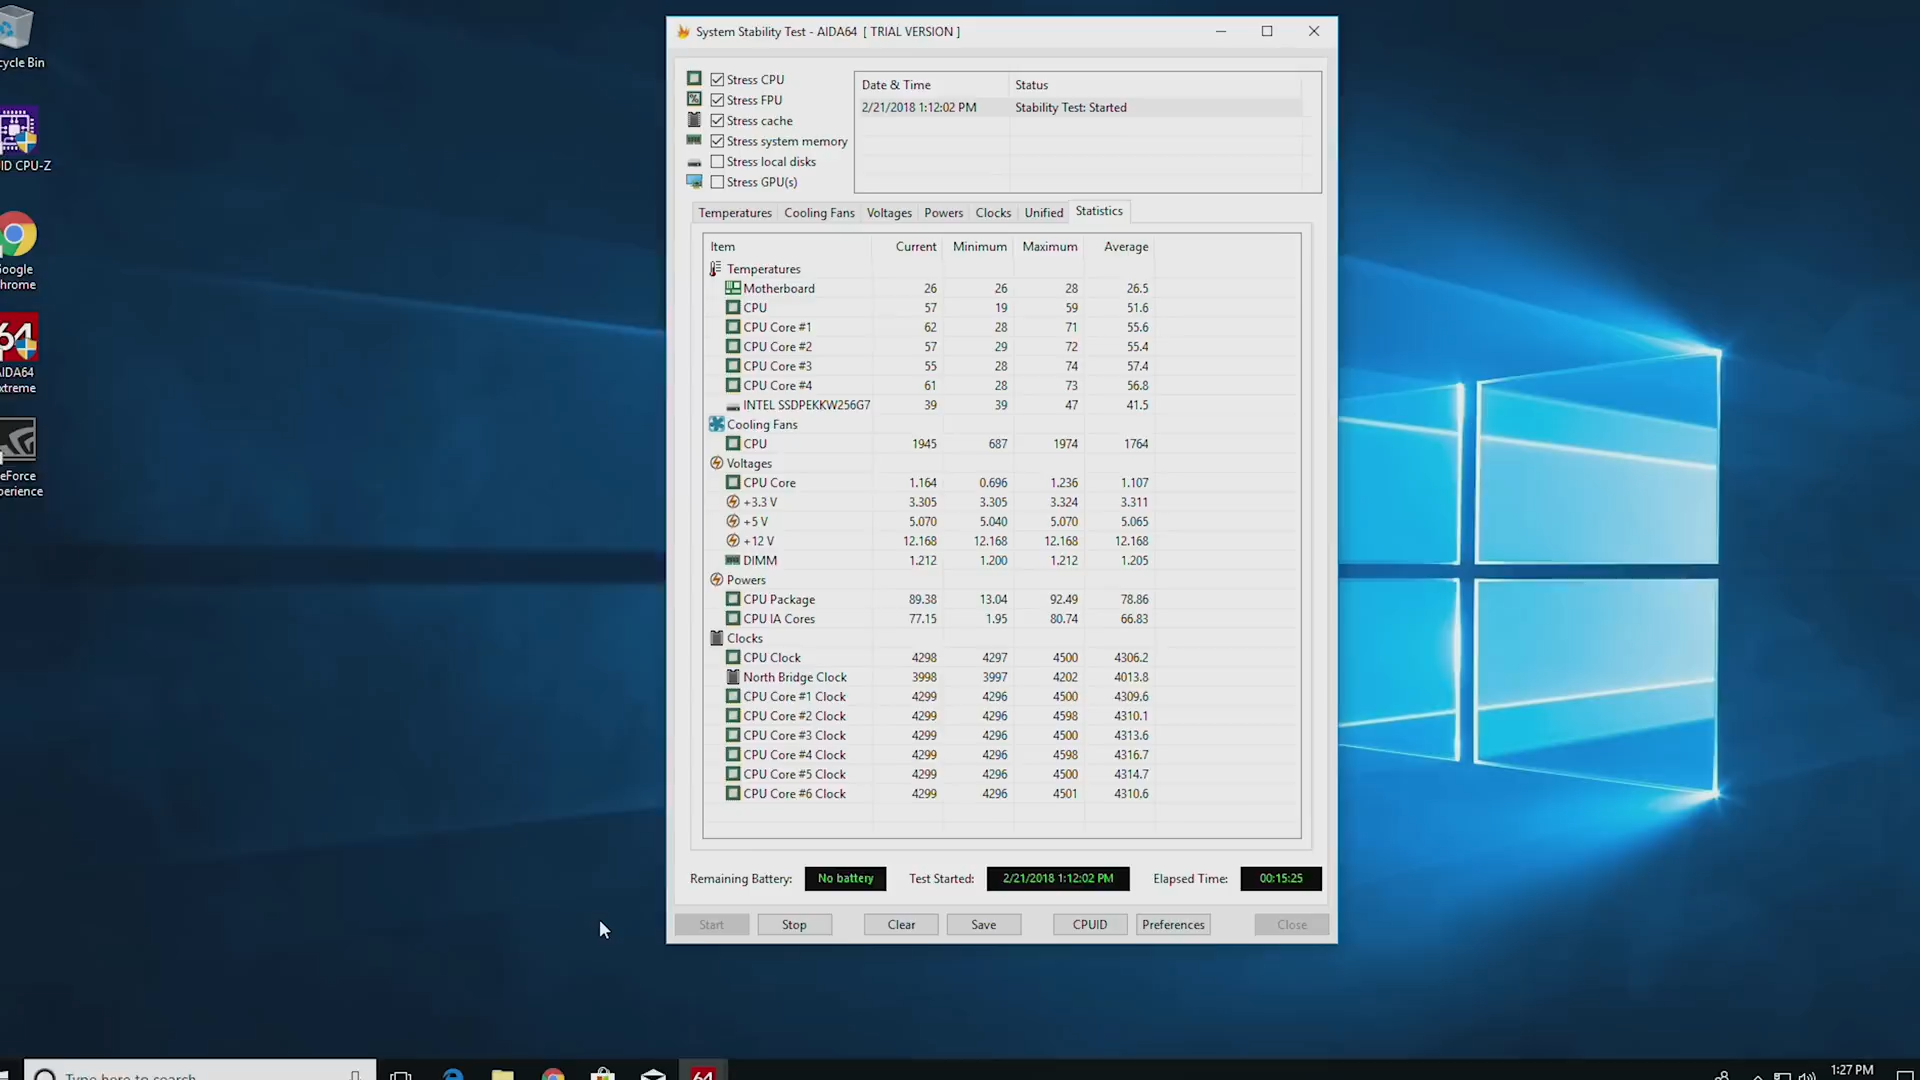 System Stability Test - AIDA64 [ TRIAL VERSION ]
cycle Bin
ID CPU-Z
Google
hrome
64
AIDA64
xtreme
eForce
perience
Stress CPU
Stress FPU
Stress cache
Stress system memory
Stress local disks
Stress GPU(s)
Date & Time Status
2/21/2018 1:12:02 PM Stability Test: Started
Temperatures Cooling Fans Voltages Powers Clocks Unified Statistics
Item Current Minimum Maximum Average
Temperatures
Motherboard 26 26 28 26.5
CPU 57 19 59 51.6
CPU Core #1 62 28 71 55.6
CPU Core #2 57 29 72 55.4
CPU Core #3 55 28 74 57.4
CPU Core #4 61 28 73 56.8
INTEL SSDPEKKW256G7 39 39 47 41.5
Cooling Fans
CPU 1945 687 1974 1764
Voltages
CPU Core 1.164 0.696 1.236 1.107
+3.3 V 3.305 3.305 3.324 3.311
+5 V 5.070 5.040 5.070 5.065
+12 V 12.168 12.168 12.168 12.168
DIMM 1.212 1.200 1.212 1.205
Powers
CPU Package 89.38 13.04 92.49 78.86
CPU IA Cores 77.15 1.95 80.74 66.83
Clocks
CPU Clock 4298 4297 4500 4306.2
North Bridge Clock 3998 3997 4202 4013.8
CPU Core #1 Clock 4299 4296 4500 4309.6
CPU Core #2 Clock 4299 4296 4598 4310.1
CPU Core #3 Clock 4299 4296 4500 4313.6
CPU Core #4 Clock 4299 4296 4598 4316.7
CPU Core #5 Clock 4299 4296 4500 4314.7
CPU Core #6 Clock 4299 4296 4501 4310.6
Remaining Battery: No battery Test Started: 2/21/2018 1:12:02 PM Elapsed Time: 00:15:25
Start Stop Clear Save CPUID Preferences Close
Type here to search
64
1:27 PM